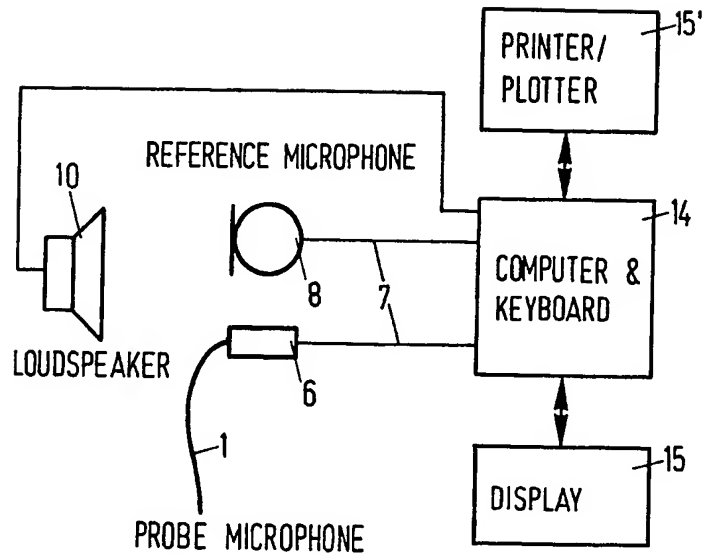 PRINTER/
PLOTTER
15'
REFERENCE MICROPHONE
10
14
8
7
COMPUTER &
KEYBOARD
LOUDSPEAKER
6
1
15
DISPLAY
PROBE MICROPHONE